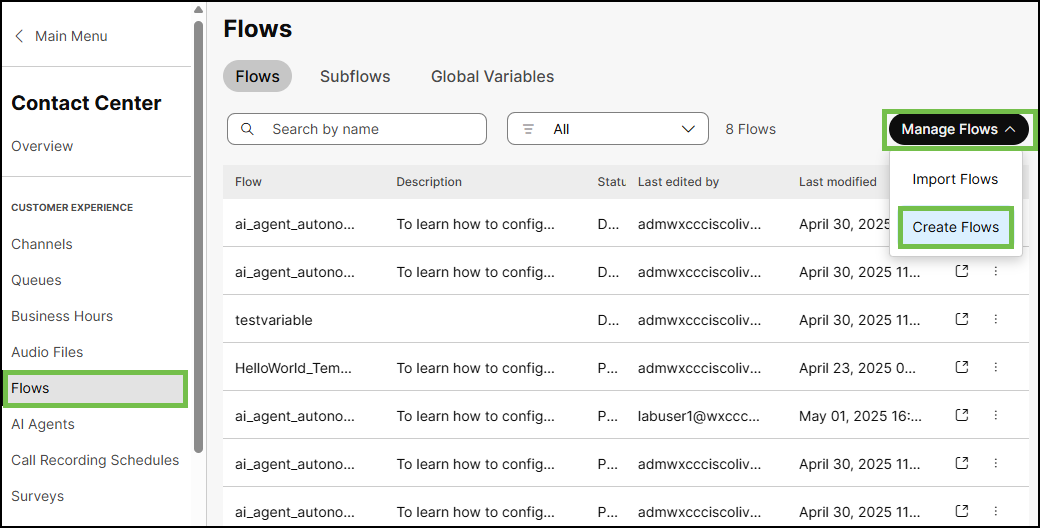 Main Menu
Contact Center
Overview
CUSTOMER EXPERIENCE
Channels
Queues
Business Hours
Audio Files
Flows
AI Agents
Call Recording Schedules
Surveys
Flows
Flows Subflows Global Variables
Search by name All 8 Flows Manage Flows
Import Flows
Create Flows
Flow Description Statu Last edited by Last modified
ai_agent_autono... To learn how to config... D... admwxccciscoliv... April 30, 2025
ai_agent_autono... To learn how to config... D... admwxccciscoliv... April 30, 2025 11...
testvariable D... admwxccciscoliv... April 30, 2025 11...
HelloWorld_Tem... To learn how to config... P... admwxccciscoliv... April 23, 2025 0...
ai_agent_autono... To learn how to config... P... labuser1@wxccc... May 01, 2025 16:...
ai_agent_autono... To learn how to config... P... admwxccciscoliv... April 30, 2025 11...
ai_agent_autono... To learn how to config... P... admwxccciscoliv... April 30, 2025 11...